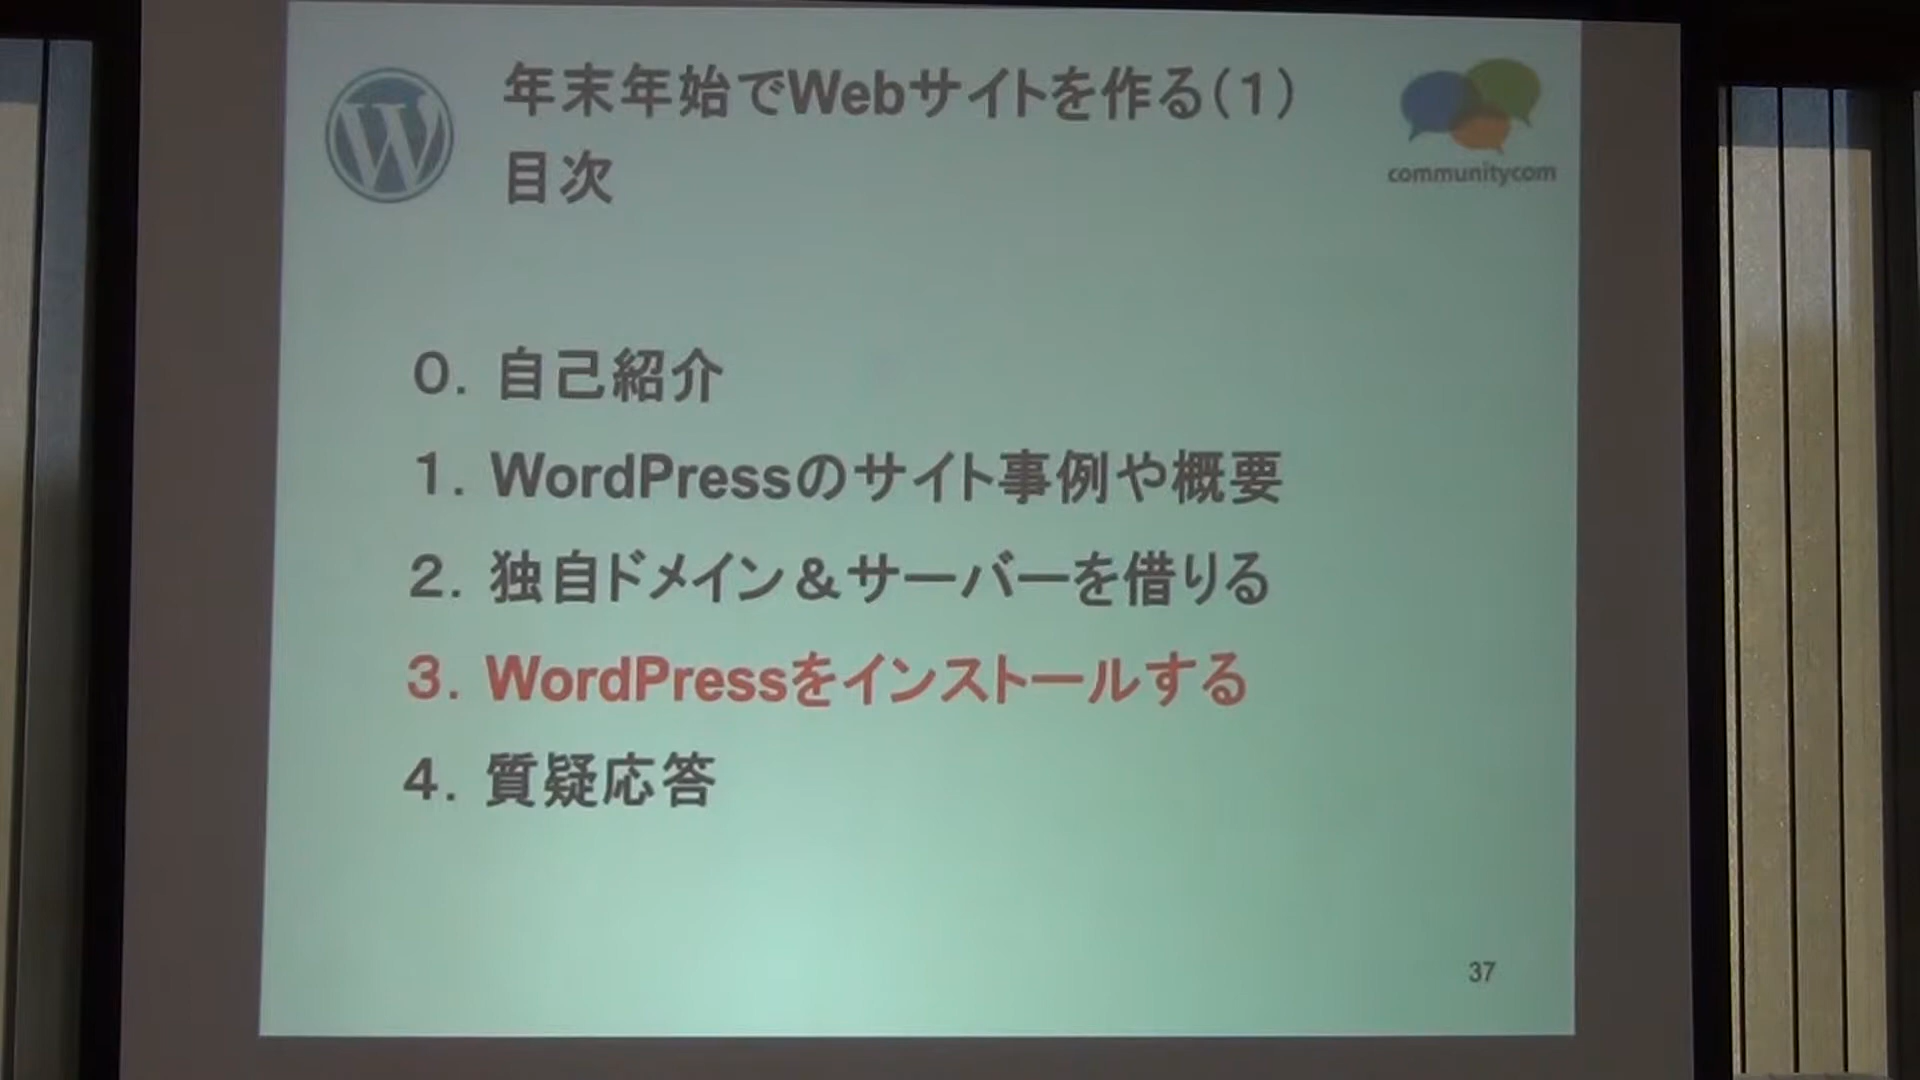 年末年始でWebサイトを作る(1)
目次
communitycom
0. 自己紹介
1. WordPressのサイト事例や概要
2. 独自ドメイン&サーバーを借りる
3. WordPressをインストールする
4. 質疑応答
37